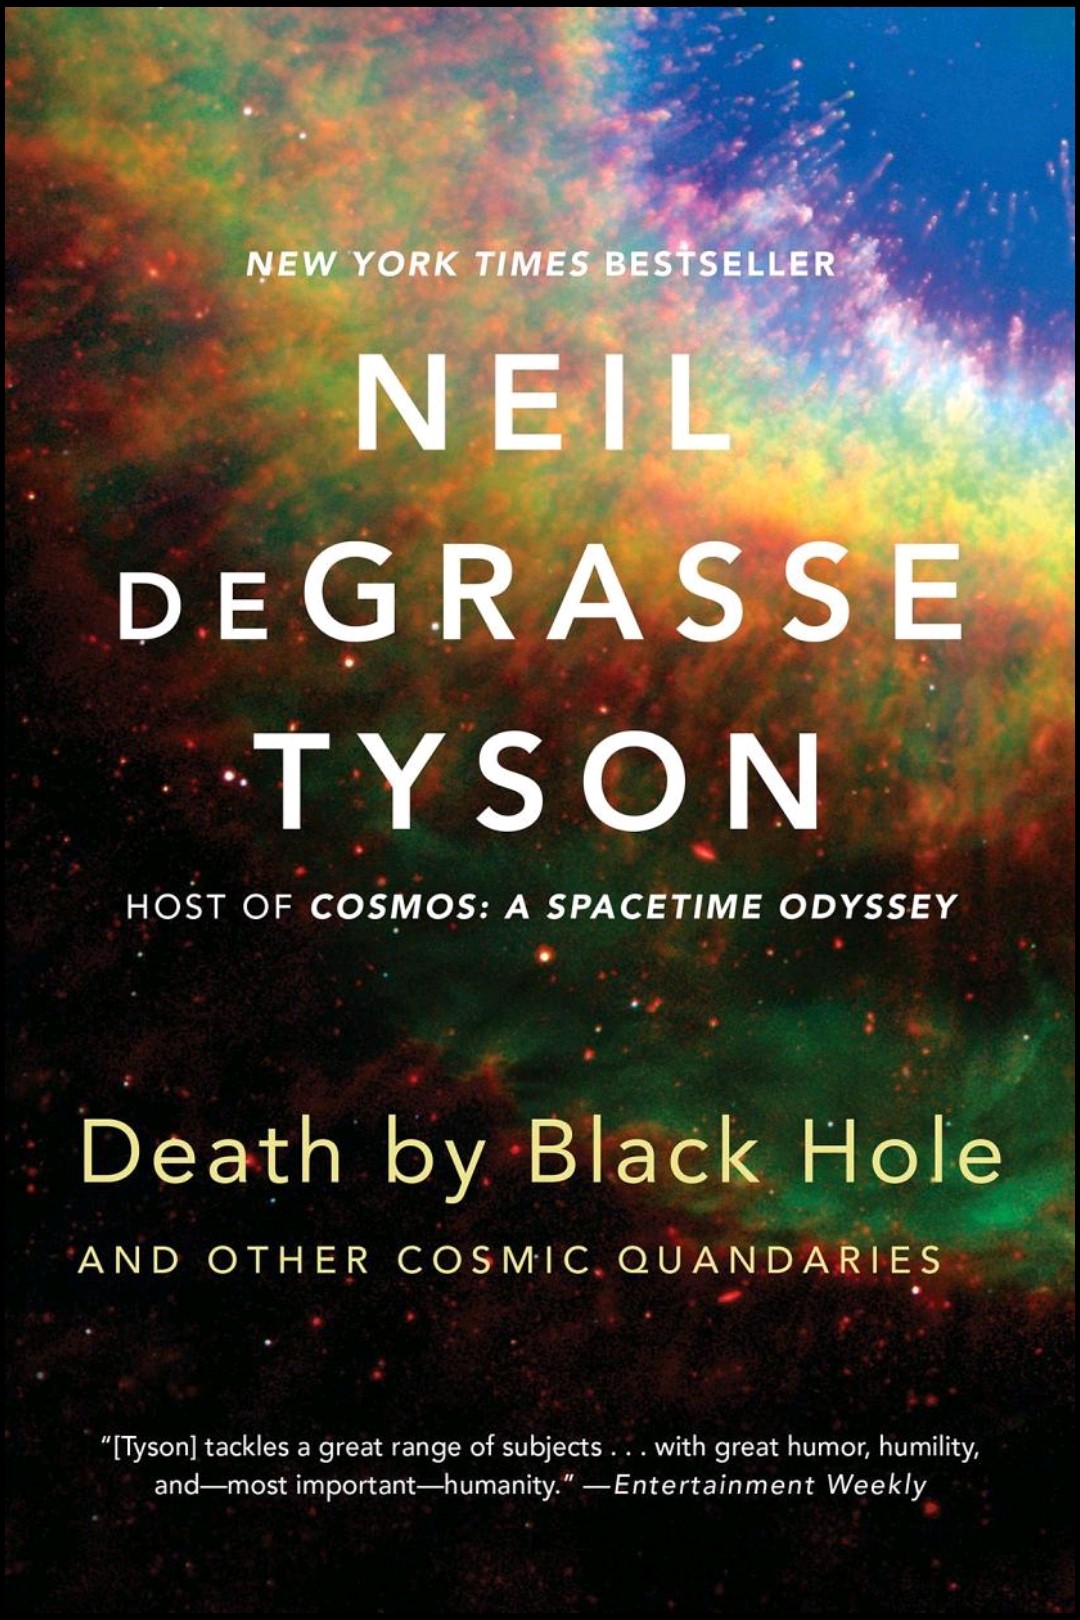 NEW YORK TIMES BESTSELLER
NEIL
DEGRASSE
TYSON
HOST OF COSMOS: A SPACETIME ODYSSEY
Death by Black Hole
AND OTHER COSMIC QUANDARIES
“[Tyson] tackles a great range of subjects . . . with great humor, humility,
and—most important—humanity.” —Entertainment Weekly